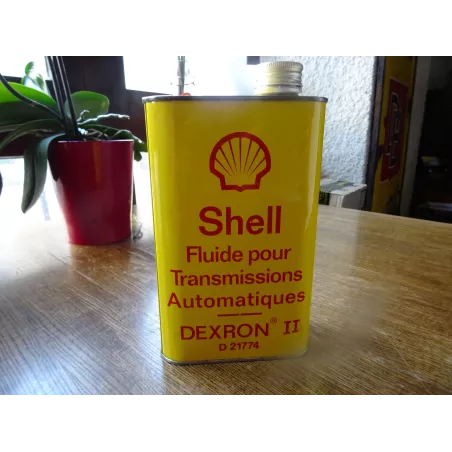 Shell
Fluide pour
Transmissions
Automatiques
DEXRON® II
D 21774